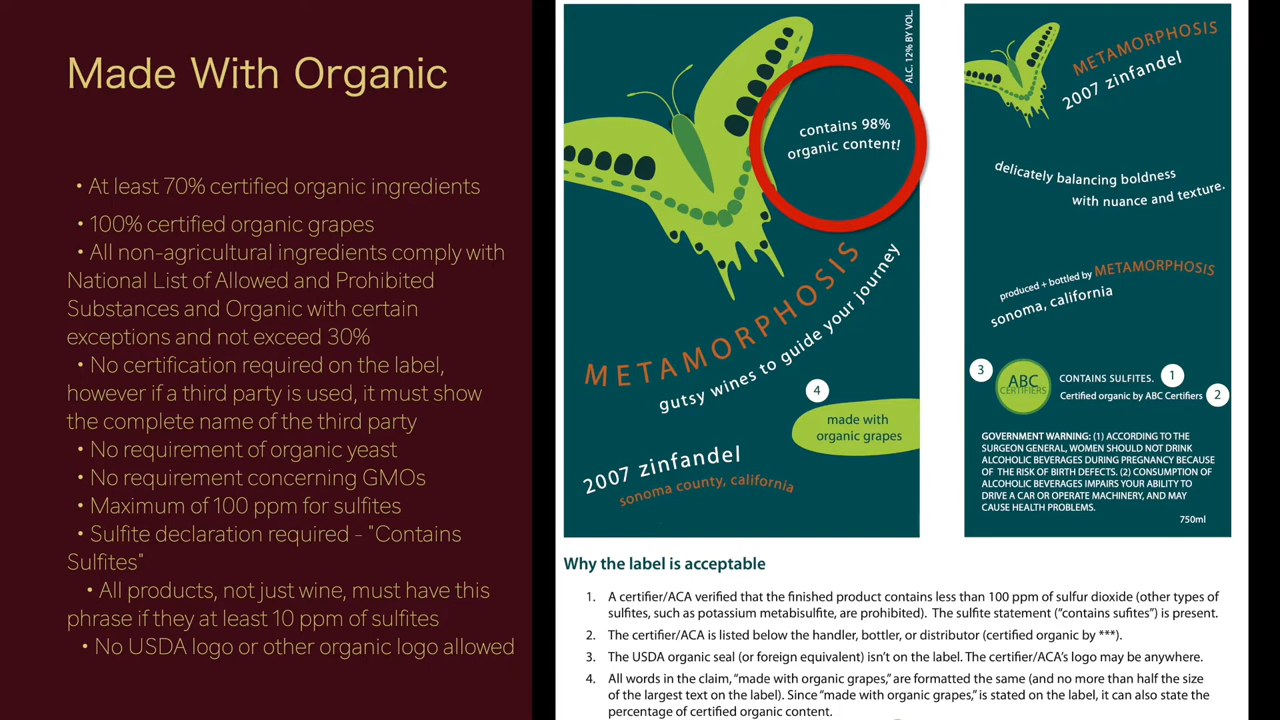 Made With Organic
• At least 70% certified organic ingredients
• 100% certified organic grapes
• All non-agricultural ingredients comply with
National List of Allowed and Prohibited
Substances and Organic with certain
exceptions and not exceed 30%
• No certification required on the label,
however if a third party is used, it must show
the complete name of the third party
• No requirement of organic yeast
• No requirement concerning GMOs
• Maximum of 100 ppm for sulfites
• Sulfite declaration required - "Contains
Sulfites"
• All products, not just wine, must have this
phrase if they at least 10 ppm of sulfites
• No USDA logo or other organic logo allowed
ALC. 12% BY VOL.
contains 98%
organic content!
METAMORPHOSIS
gutsy wines to guide your journey
4
made with
organic grapes
2007 zinfandel
sonoma county, california
METAMORPHOSIS
2007 zinfandel
delicately balancing boldness
with nuance and texture.
produced + bottled by METAMORPHOSIS
sonoma, california
3
ABC
CERTIFIERS
CONTAINS SULFITES. 1
Certified organic by ABC Certifiers 2
GOVERNMENT WARNING: (1) ACCORDING TO THE
SURGEON GENERAL, WOMEN SHOULD NOT DRINK
ALCOHOLIC BEVERAGES DURING PREGNANCY BECAUSE
OF THE RISK OF BIRTH DEFECTS. (2) CONSUMPTION OF
ALCOHOLIC BEVERAGES IMPAIRS YOUR ABILITY TO
DRIVE A CAR OR OPERATE MACHINERY, AND MAY
CAUSE HEALTH PROBLEMS.
750ml
Why the label is acceptable
1. A certifier/ACA verified that the finished product contains less than 100 ppm of sulfur dioxide (other types of
sulfites, such as potassium metabisulfite, are prohibited). The sulfite statement ("contains sufites") is present.
2. The certifier/ACA is listed below the handler, bottler, or distributor (certified organic by ***).
3. The USDA organic seal (or foreign equivalent) isn't on the label. The certifier/ACA's logo may be anywhere.
4. All words in the claim, "made with organic grapes," are formatted the same (and no more than half the size
of the largest text on the label). Since "made with organic grapes," is stated on the label, it can also state the
percentage of certified organic content.